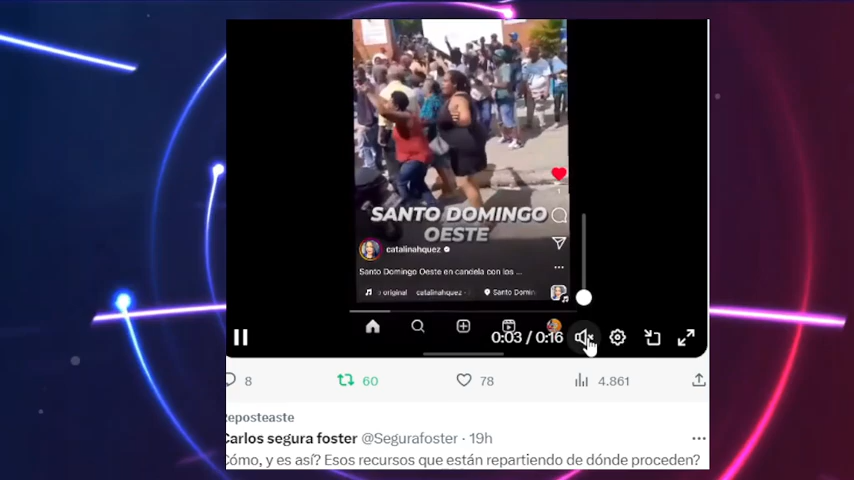 SANTO DOMINGO
OESTE
catalinahquez
Santo Domingo Oeste en candela con los ...
original catalinahquez - Santo Domin
0:03 / 0:16
8 60 78 4.861
Reposteaste
Carlos segura foster @Segurafoster · 19h ...
Cómo, y es así? Esos recursos que están repartiendo de dónde proceden?